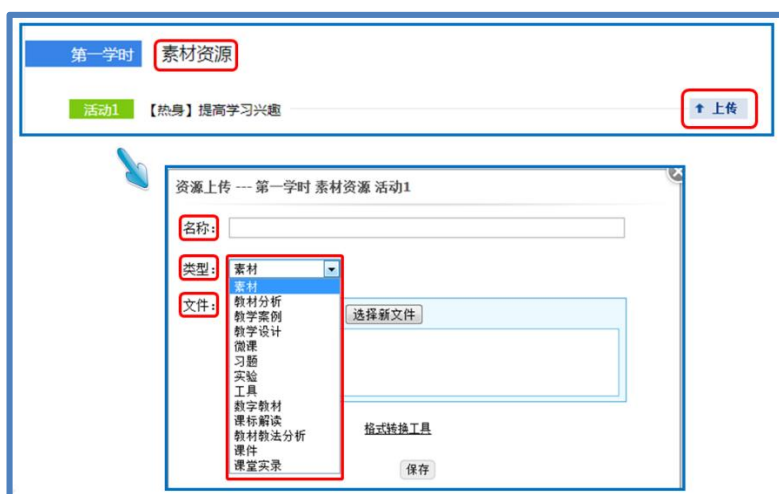 第一学时 素材资源
活动1 【热身】提高学习兴趣 上传
资源上传 --- 第一学时 素材资源 活动1
名称：
类型： 素材
素材
教材分析
文件： 教学案例 选择新文件
教学设计
微课
习题
实验
工具
数字教材
课标解读
教材教法分析
课件
课堂实录
格式转换工具
保存